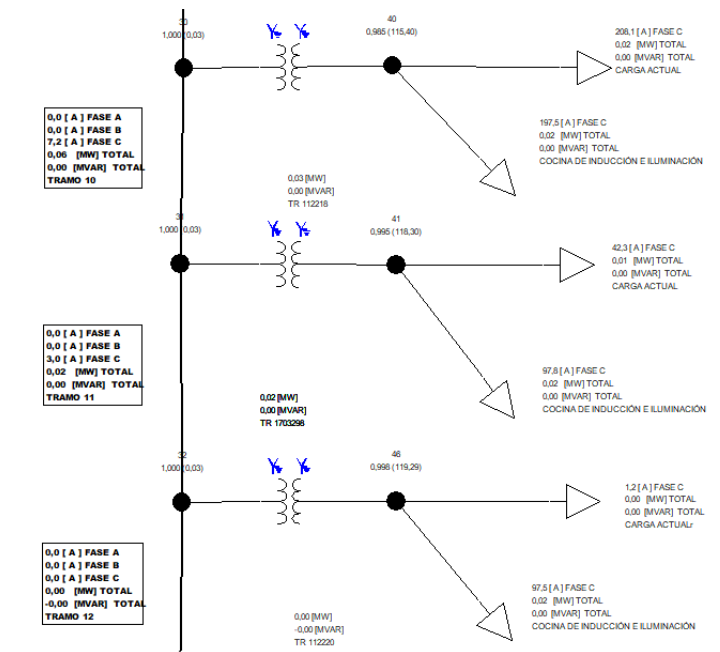 30
1,000 (0,03)
40
0,985 (115,40)
208,1 [ A ] FASE C
0,02 [MW] TOTAL
0,00 [MVAR] TOTAL
CARGA ACTUAL
0,0 [ A ] FASE A
0,0 [ A ] FASE B
7,2 [ A ] FASE C
0,06 [MW] TOTAL
0,00 [MVAR] TOTAL
TRAMO 10
197,5 [ A ] FASE C
0,02 [MW] TOTAL
0,00 [MVAR] TOTAL
COCINA DE INDUCCIÓN E ILUMINACIÓN
0,03 [MW]
0,00 [MVAR]
TR 112218
31
1,000 (0,03)
41
0,995 (118,30)
42,3 [ A ] FASE C
0,01 [MW] TOTAL
0,00 [MVAR] TOTAL
CARGA ACTUAL
0,0 [ A ] FASE A
0,0 [ A ] FASE B
3,0 [ A ] FASE C
0,02 [MW] TOTAL
0,00 [MVAR] TOTAL
TRAMO 11
97,8 [ A ] FASE C
0,02 [MW] TOTAL
0,00 [MVAR] TOTAL
COCINA DE INDUCCIÓN E ILUMINACIÓN
0,02 [MW]
0,00 [MVAR]
TR 1703298
32
1,000 (0,03)
46
0,998 (119,29)
1,2 [ A ] FASE C
0,00 [MW] TOTAL
0,00 [MVAR] TOTAL
CARGA ACTUALr
0,0 [ A ] FASE A
0,0 [ A ] FASE B
0,0 [ A ] FASE C
0,00 [MW] TOTAL
-0,00 [MVAR] TOTAL
TRAMO 12
97,5 [ A ] FASE C
0,02 [MW] TOTAL
0,00 [MVAR] TOTAL
COCINA DE INDUCCIÓN E ILUMINACIÓN
0,00 [MW]
-0,00 [MVAR]
TR 112220